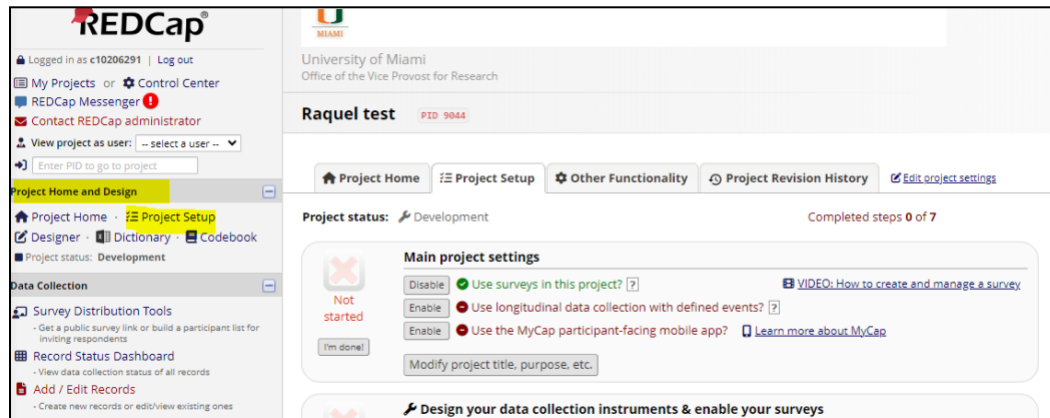 REDCap®
Logged in as c10206291 | Log out
My Projects or Control Center
REDCap Messenger
Contact REDCap administrator
View project as user: -- select a user --
Enter PID to go to project
Project Home and Design
Project Home · Project Setup
Designer · Dictionary · Codebook
Project status: Development
Data Collection
Survey Distribution Tools
- Get a public survey link or build a participant list for
inviting respondents
Record Status Dashboard
- View data collection status of all records
Add / Edit Records
- Create new records or edit/view existing ones
MIAMI
University of Miami
Office of the Vice Provost for Research
Raquel test PID 9044
Project Home Project Setup Other Functionality Project Revision History Edit project settings
Project status: Development Completed steps 0 of 7
Main project settings
Not
started
I'm done!
Disable Use surveys in this project? ? VIDEO: How to create and manage a survey
Enable Use longitudinal data collection with defined events? ?
Enable Use the MyCap participant-facing mobile app? Learn more about MyCap
Modify project title, purpose, etc.
Design your data collection instruments & enable your surveys